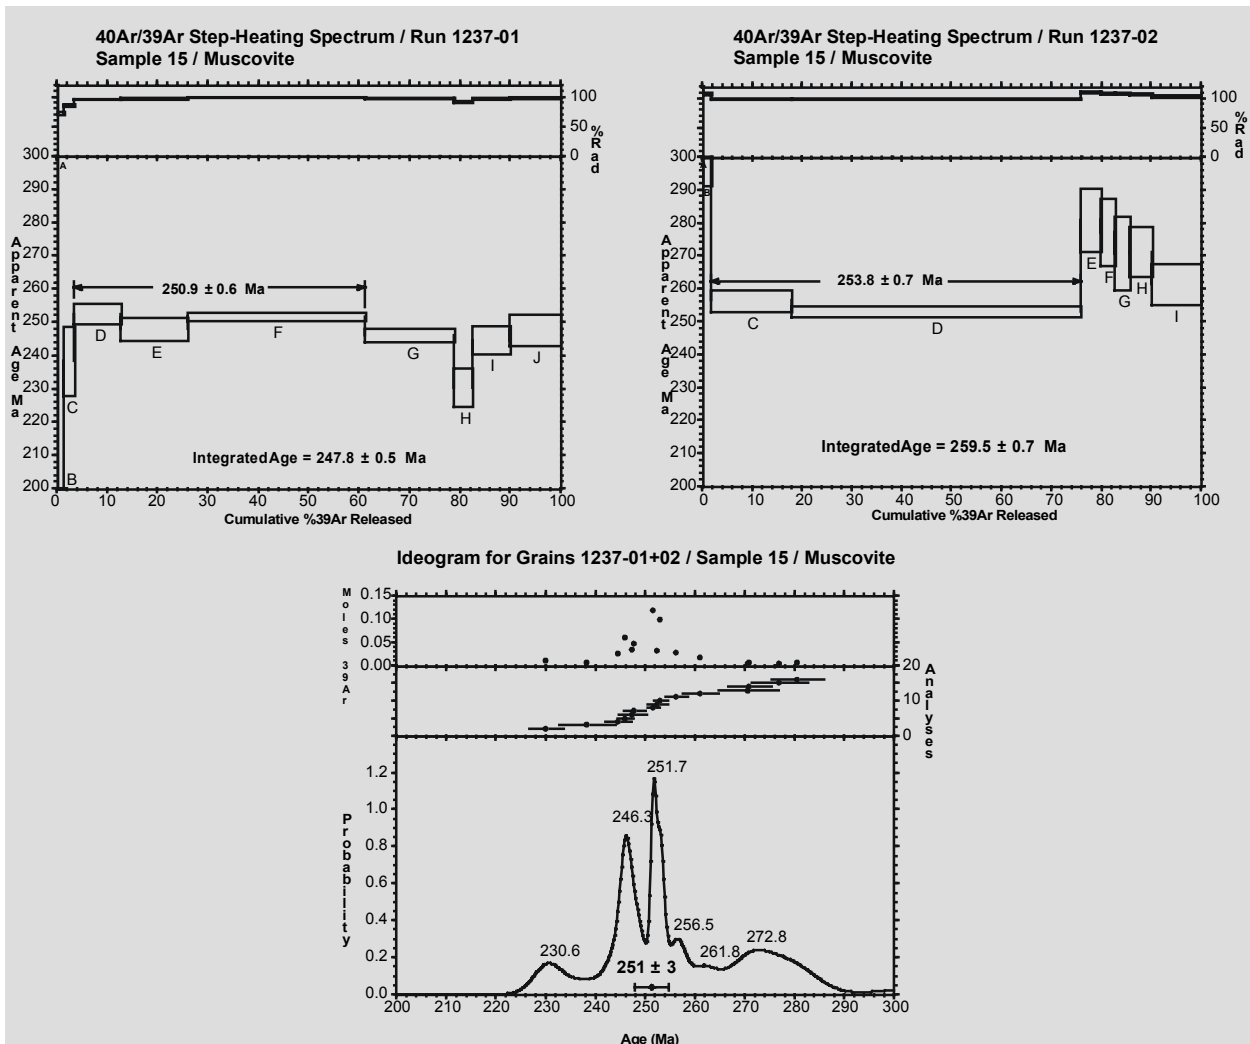 40Ar/39Ar Step-Heating Spectrum / Run 1237-01
Sample 15 / Muscovite
100
50
0
%Rad
300
290
280
270
260
250
240
230
220
210
200
Apparent Age Ma
A
B
C
D
E
F
G
H
I
J
250.9 ± 0.6 Ma
IntegratedAge = 247.8 ± 0.5 Ma
0 10 20 30 40 50 60 70 80 90 100
Cumulative %39Ar Released
40Ar/39Ar Step-Heating Spectrum / Run 1237-02
Sample 15 / Muscovite
100
50
0
%Rad
300
290
280
270
260
250
240
230
220
210
200
Apparent Age Ma
A
B
C
D
E
F
G
H
I
253.8 ± 0.7 Ma
IntegratedAge = 259.5 ± 0.7 Ma
0 10 20 30 40 50 60 70 80 90 100
Cumulative %39Ar Released
Ideogram for Grains 1237-01+02 / Sample 15 / Muscovite
Moles 39Ar
0.15
0.10
0.05
0.00
20
10
0
Analyses
Probability
1.2
1.0
0.8
0.6
0.4
0.2
0.0
251.7
246.3
256.5
230.6
261.8
272.8
251 ± 3
200 210 220 230 240 250 260 270 280 290 300
Age (Ma)